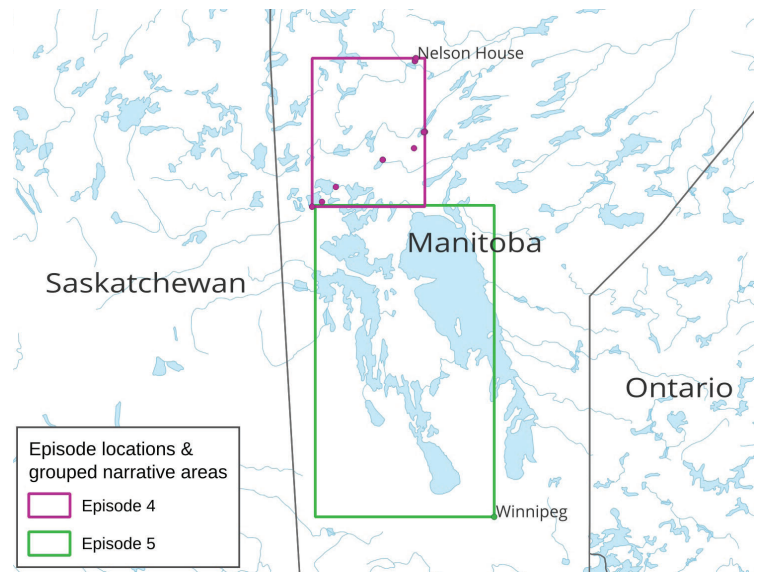 Nelson House
Manitoba
Saskatchewan
Ontario
Episode locations &
grouped narrative areas
Episode 4
Episode 5
Winnipeg